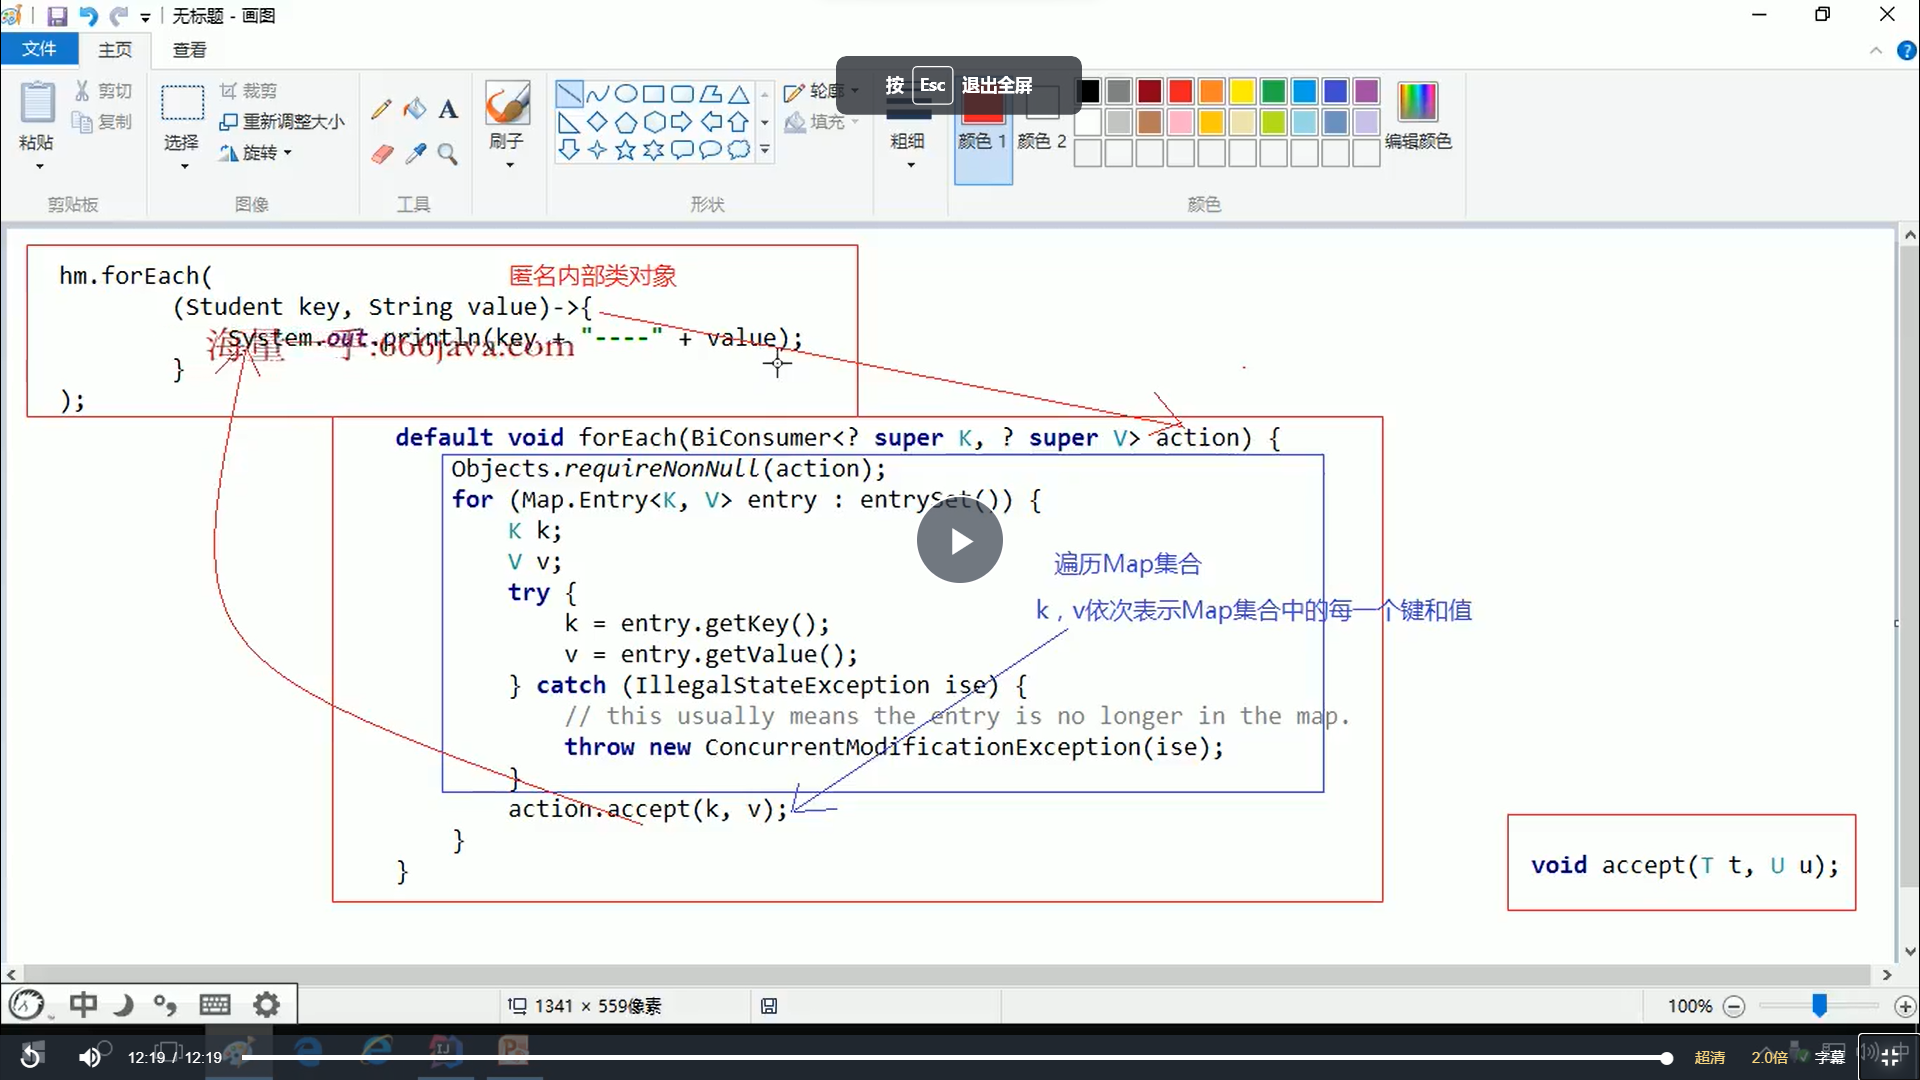 无标题 - 画图
文件 主页 查看
按 Esc 退出全屏
粘贴 剪切 复制
选择 裁剪 重新调整大小 旋转
刷子
轮廓 填充
粗细 颜色 1 颜色 2 编辑颜色
剪贴板 图像 工具 形状 颜色
hm.forEach(
匿名内部类对象
(Student key, String value)->{
System.out.println(key + "----" + value);
:666java.com
}
);
default void forEach(BiConsumer<? super K, ? super V> action) {
Objects.requireNonNull(action);
for (Map.Entry<K, V> entry : entrySet()) {
K k;
V v;
遍历Map集合
try {
k,v依次表示Map集合中的每一个键和值
k = entry.getKey();
v = entry.getValue();
} catch (IllegalStateException ise) {
// this usually means the entry is no longer in the map.
throw new ConcurrentModificationException(ise);
}
action.accept(k, v);
}
}
void accept(T t, U u);
中
1341 × 559像素
100%
12:19 / 12:19
超清 2.0倍 字幕